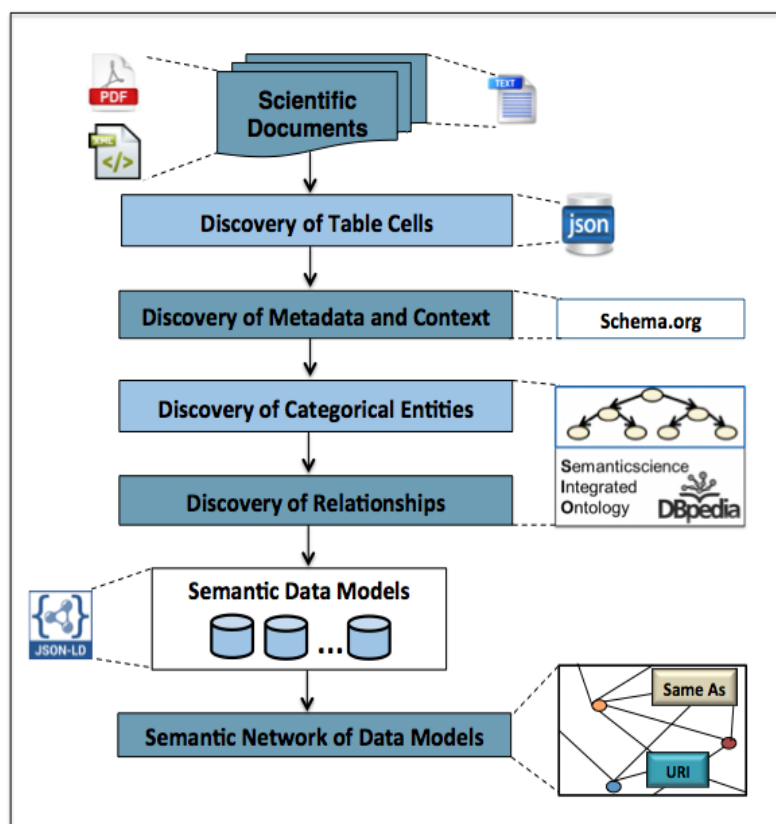 PDF
XML
</>
Scientific
Documents
TEXT
Discovery of Table Cells
json
Discovery of Metadata and Context
Schema.org
Discovery of Categorical Entities
Semanticscience
Integrated
Ontology
DBpedia
Discovery of Relationships
Semantic Data Models
...
{ }
JSON-LD
Same As
Semantic Network of Data Models
URI